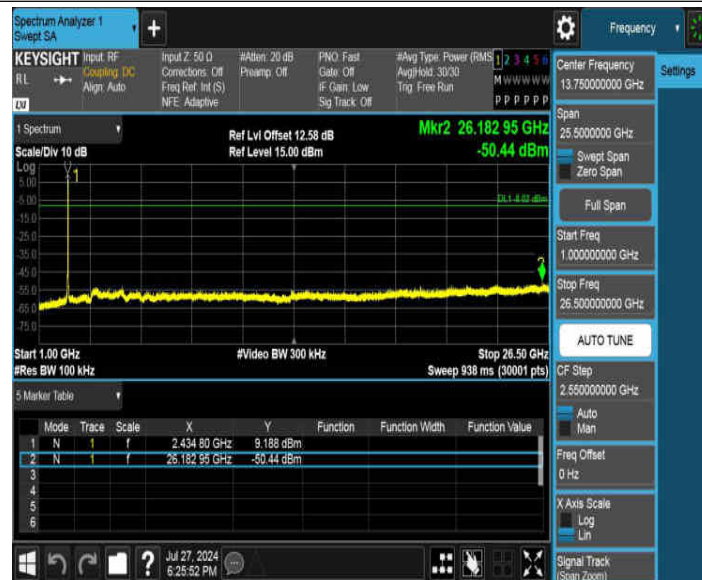 Spectrum Analyzer 1
Swept SA
+
Frequency
KEYSIGHT
Input: RF
Coupling: DC
Align: Auto
RL
LXI
Input Z: 50 Ω
Corrections: Off
Freq Ref: Int (S)
NFE: Adaptive
#Atten: 20 dB
Preamp: Off
PNO: Fast
Gate: Off
IF Gain: Low
Sig Track: Off
#Avg Type: Power (RMS
Avg|Hold: 30/30
Trig: Free Run
1 2 3 4 5 6
M W W W W W
P P P P P P
Center Frequency
13.750000000 GHz
Settings
Span
25.5000000 GHz
Swept Span
Zero Span
Full Span
Start Freq
1.000000000 GHz
Stop Freq
26.500000000 GHz
AUTO TUNE
CF Step
2.550000000 GHz
Auto
Man
Freq Offset
0 Hz
X Axis Scale
Log
Lin
Signal Track
(Span Zoom)
1 Spectrum
Scale/Div 10 dB
Ref Lvl Offset 12.58 dB
Ref Level 15.00 dBm
Mkr2 26.182 95 GHz
-50.44 dBm
Log
5.00
-5.00
-15.0
-25.0
-35.0
-45.0
-55.0
-65.0
-75.0
1
DL1 -8.02 dBm
2
Start 1.00 GHz
#Res BW 100 kHz
#Video BW 300 kHz
Stop 26.50 GHz
Sweep 938 ms (30001 pts)
5 Marker Table
Mode Trace Scale X Y Function Function Width Function Value
1 N 1 f 2.434 80 GHz 9.188 dBm
2 N 1 f 26.182 95 GHz -50.44 dBm
3
4
5
6
?
Jul 27, 2024
6:25:52 PM